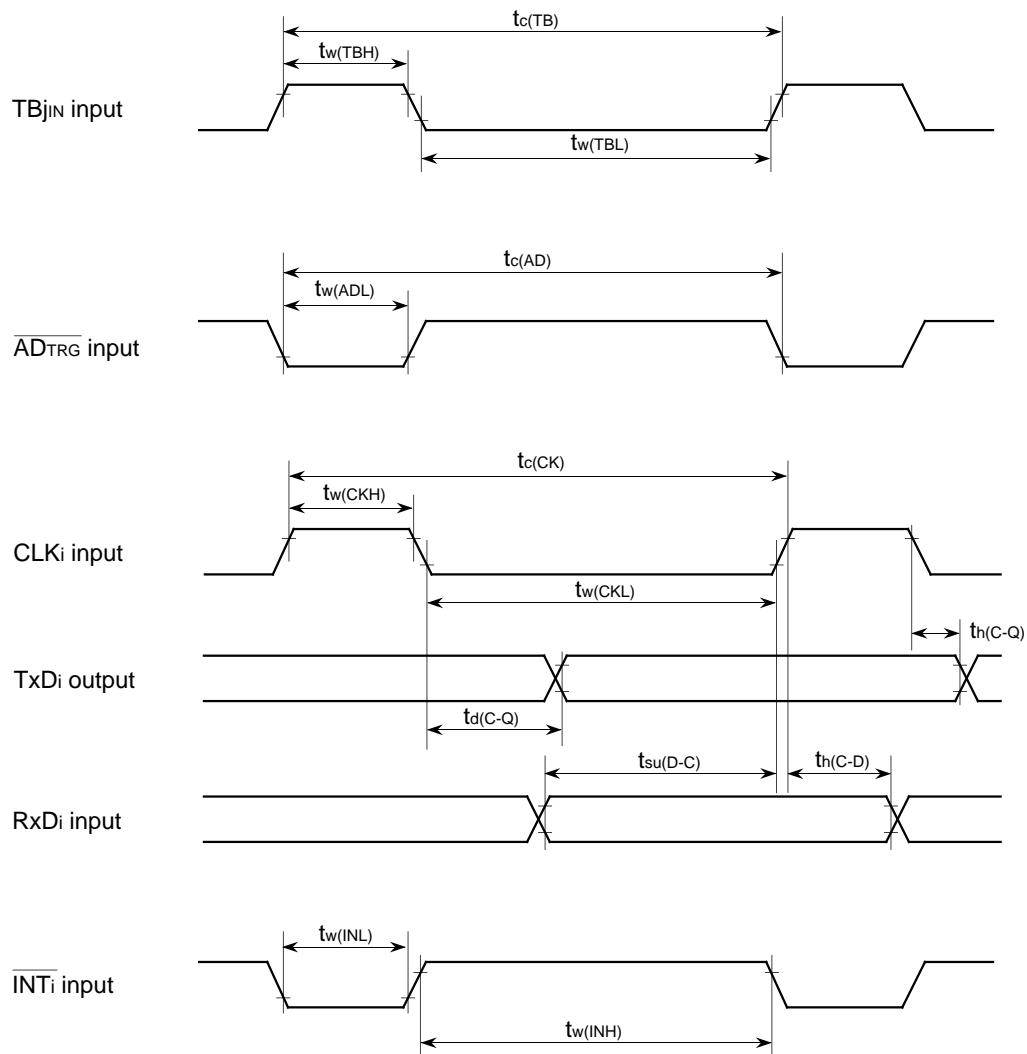 tc(TB)
tw(TBH)
TBjIN input
tw(TBL)
tc(AD)
tw(ADL)
ADTRG input
tc(CK)
tw(CKH)
CLKi input
tw(CKL)
th(C-Q)
TxDi output
td(C-Q)
tsu(D-C)
th(C-D)
RxDi input
tw(INL)
INTi input
tw(INH)